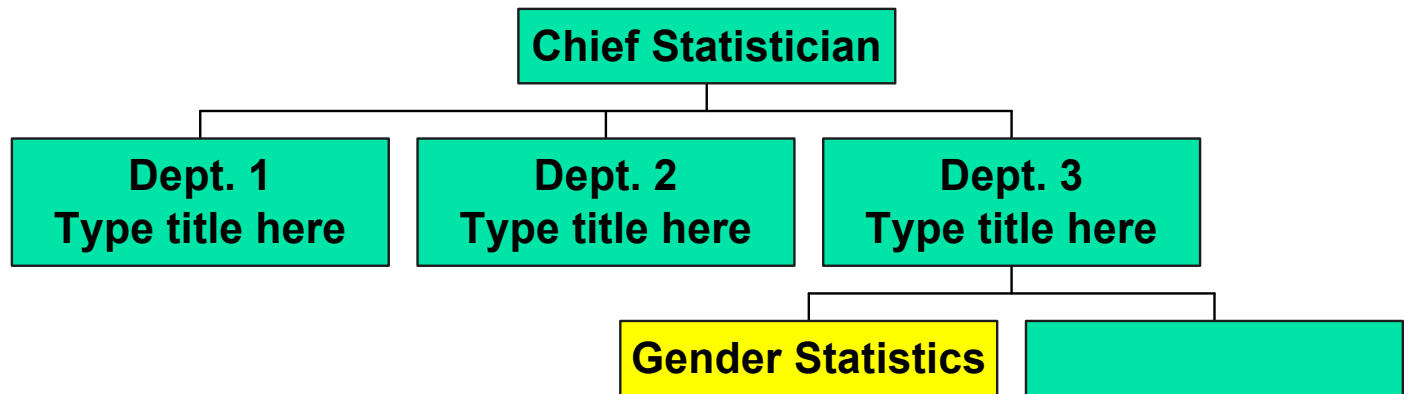 Chief Statistician
Dept. 1
Type title here
Dept. 2
Type title here
Dept. 3
Type title here
Gender Statistics